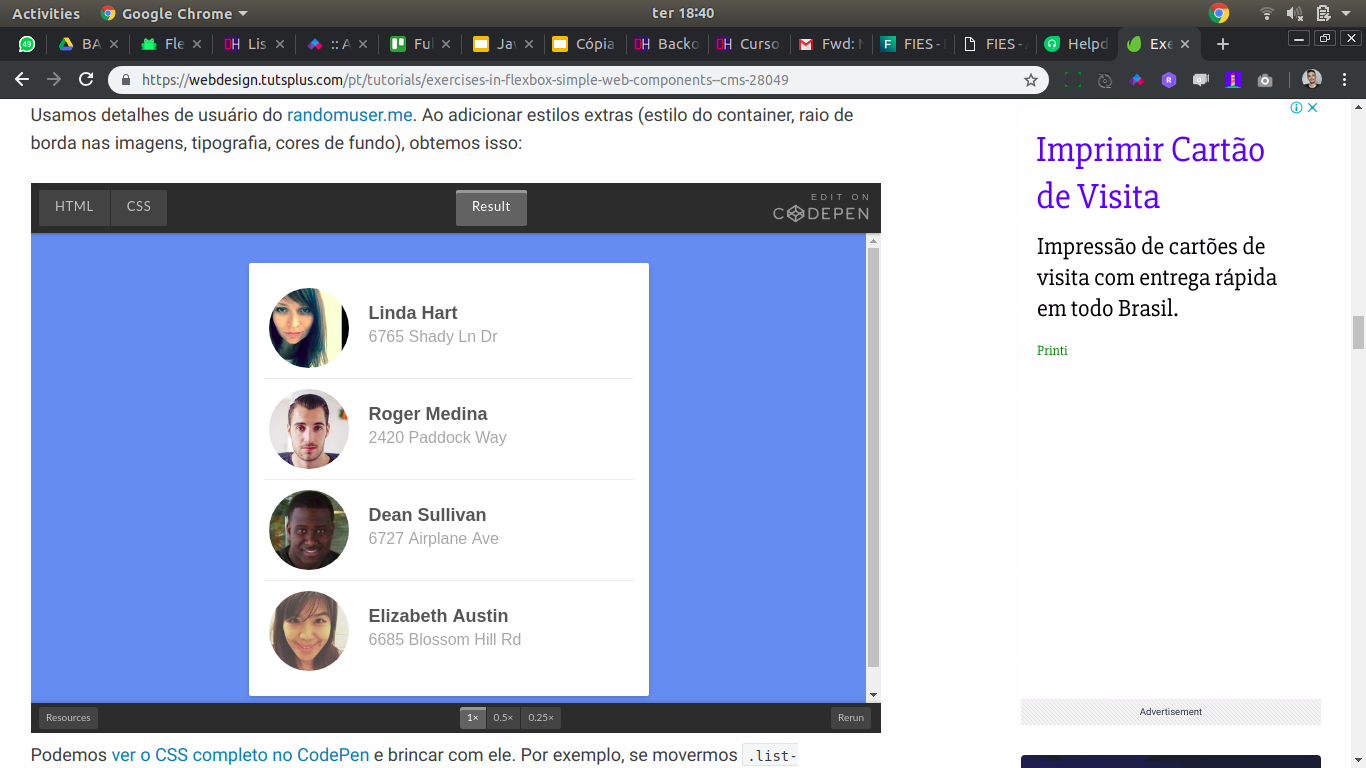 Activities
Google Chrome
ter 18:40
49
BA
Fle
Lis
:: A
Ful
Jav
Cópia
Backo
Curso
Fwd: N
FIES -
FIES - A
Helpd
Exe
https://webdesign.tutsplus.com/pt/tutorials/exercises-in-flexbox-simple-web-components--cms-28049
Usamos detalhes de usuário do randomuser.me. Ao adicionar estilos extras (estilo do container, raio de
borda nas imagens, tipografia, cores de fundo), obtemos isso:
HTML
CSS
Result
EDIT ON
CODEPEN
Linda Hart
6765 Shady Ln Dr
Roger Medina
2420 Paddock Way
Dean Sullivan
6727 Airplane Ave
Elizabeth Austin
6685 Blossom Hill Rd
Resources
1×
0.5×
0.25×
Rerun
Podemos ver o CSS completo no CodePen e brincar com ele. Por exemplo, se movermos .list-
Imprimir Cartão
de Visita
Impressão de cartões de
visita com entrega rápida
em todo Brasil.
Printi
Advertisement